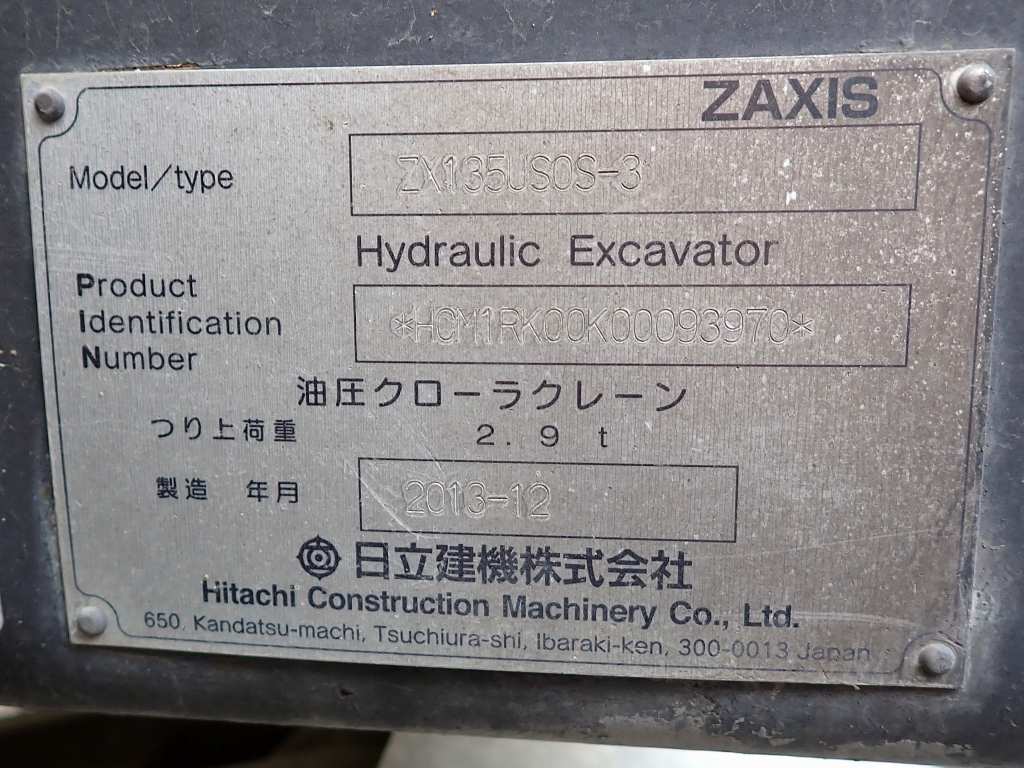 ZAXIS
Model/type ZX135USOS-3
Hydraulic Excavator
Product
Identification
Number
*HCM1RK00K00093970*
油圧クローラクレーン
つり上荷重 2.9 t
製造 年月 2013-12
日立建機株式会社
Hitachi Construction Machinery Co., Ltd.
650, Kandatsu-machi, Tsuchiura-shi, Ibaraki-ken, 300-0013 Japan